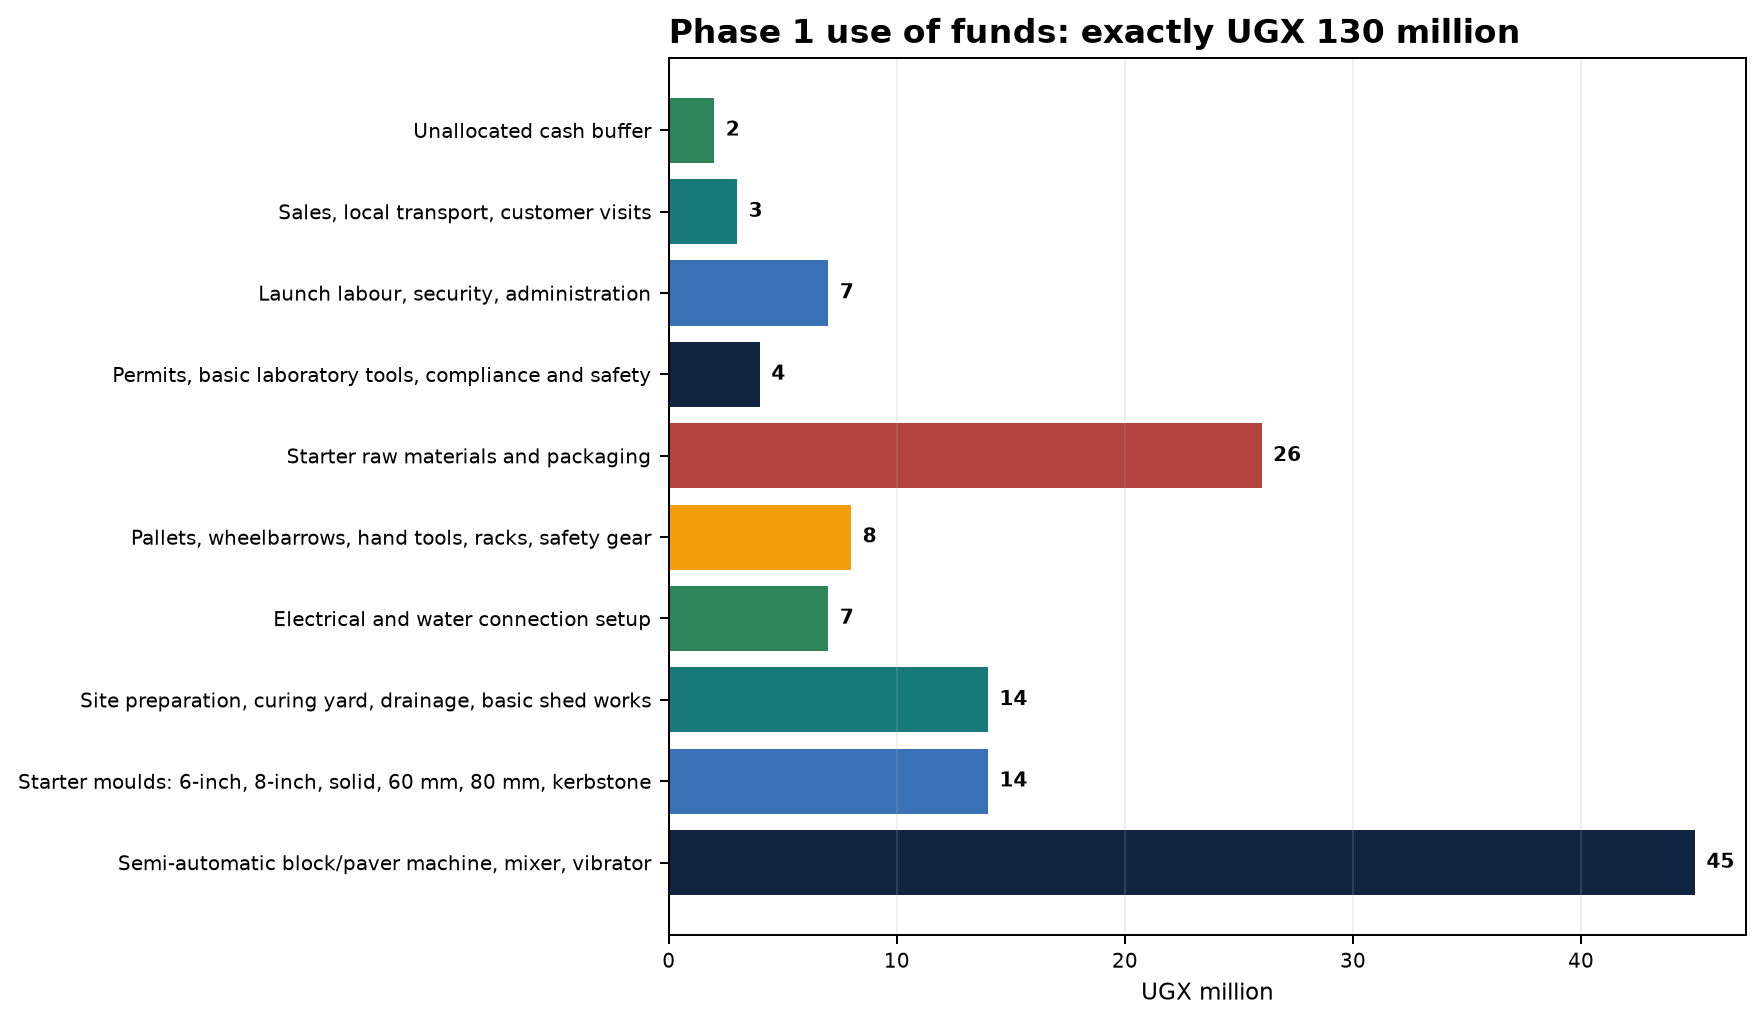 Phase 1 use of funds: exactly UGX 130 million
Unallocated cash buffer 2
Sales, local transport, customer visits 3
Launch labour, security, administration 7
Permits, basic laboratory tools, compliance and safety 4
Starter raw materials and packaging 26
Pallets, wheelbarrows, hand tools, racks, safety gear 8
Electrical and water connection setup 7
Site preparation, curing yard, drainage, basic shed works 14
Starter moulds: 6-inch, 8-inch, solid, 60 mm, 80 mm, kerbstone 14
Semi-automatic block/paver machine, mixer, vibrator 45
0 10 20 30 40
UGX million